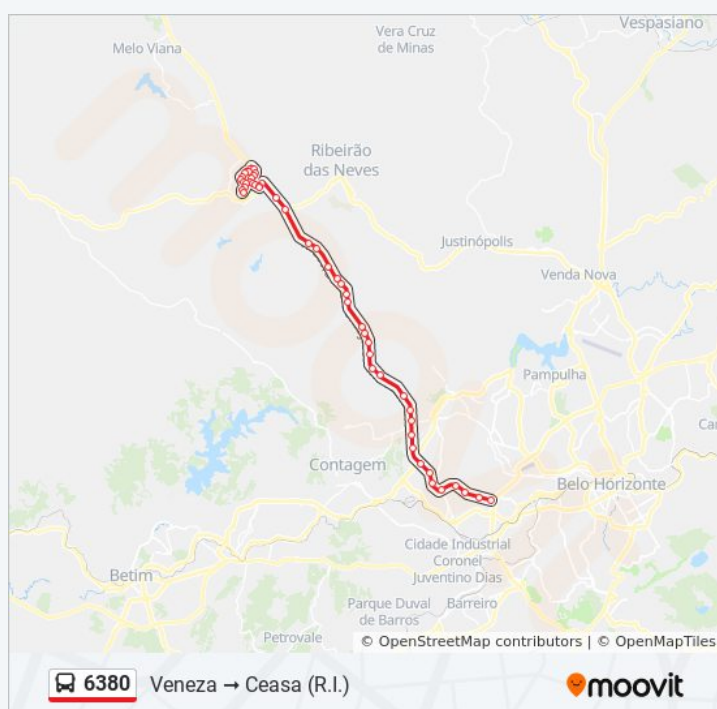 Vespasiano
Vera Cruz
de Minas
Melo Viana
Ribeirão
das Neves
Justinópolis
Venda Nova
Pampulha
Ca
Contagem
Belo Horizonte
Cidade Industrial
Coronel
Juventino Dias
Betim
Parque Duval
de Barros
Barreiro
Petrovale
© OpenStreetMap contributors | © OpenMapTiles
6380 Veneza → Ceasa (R.I.)
moovit